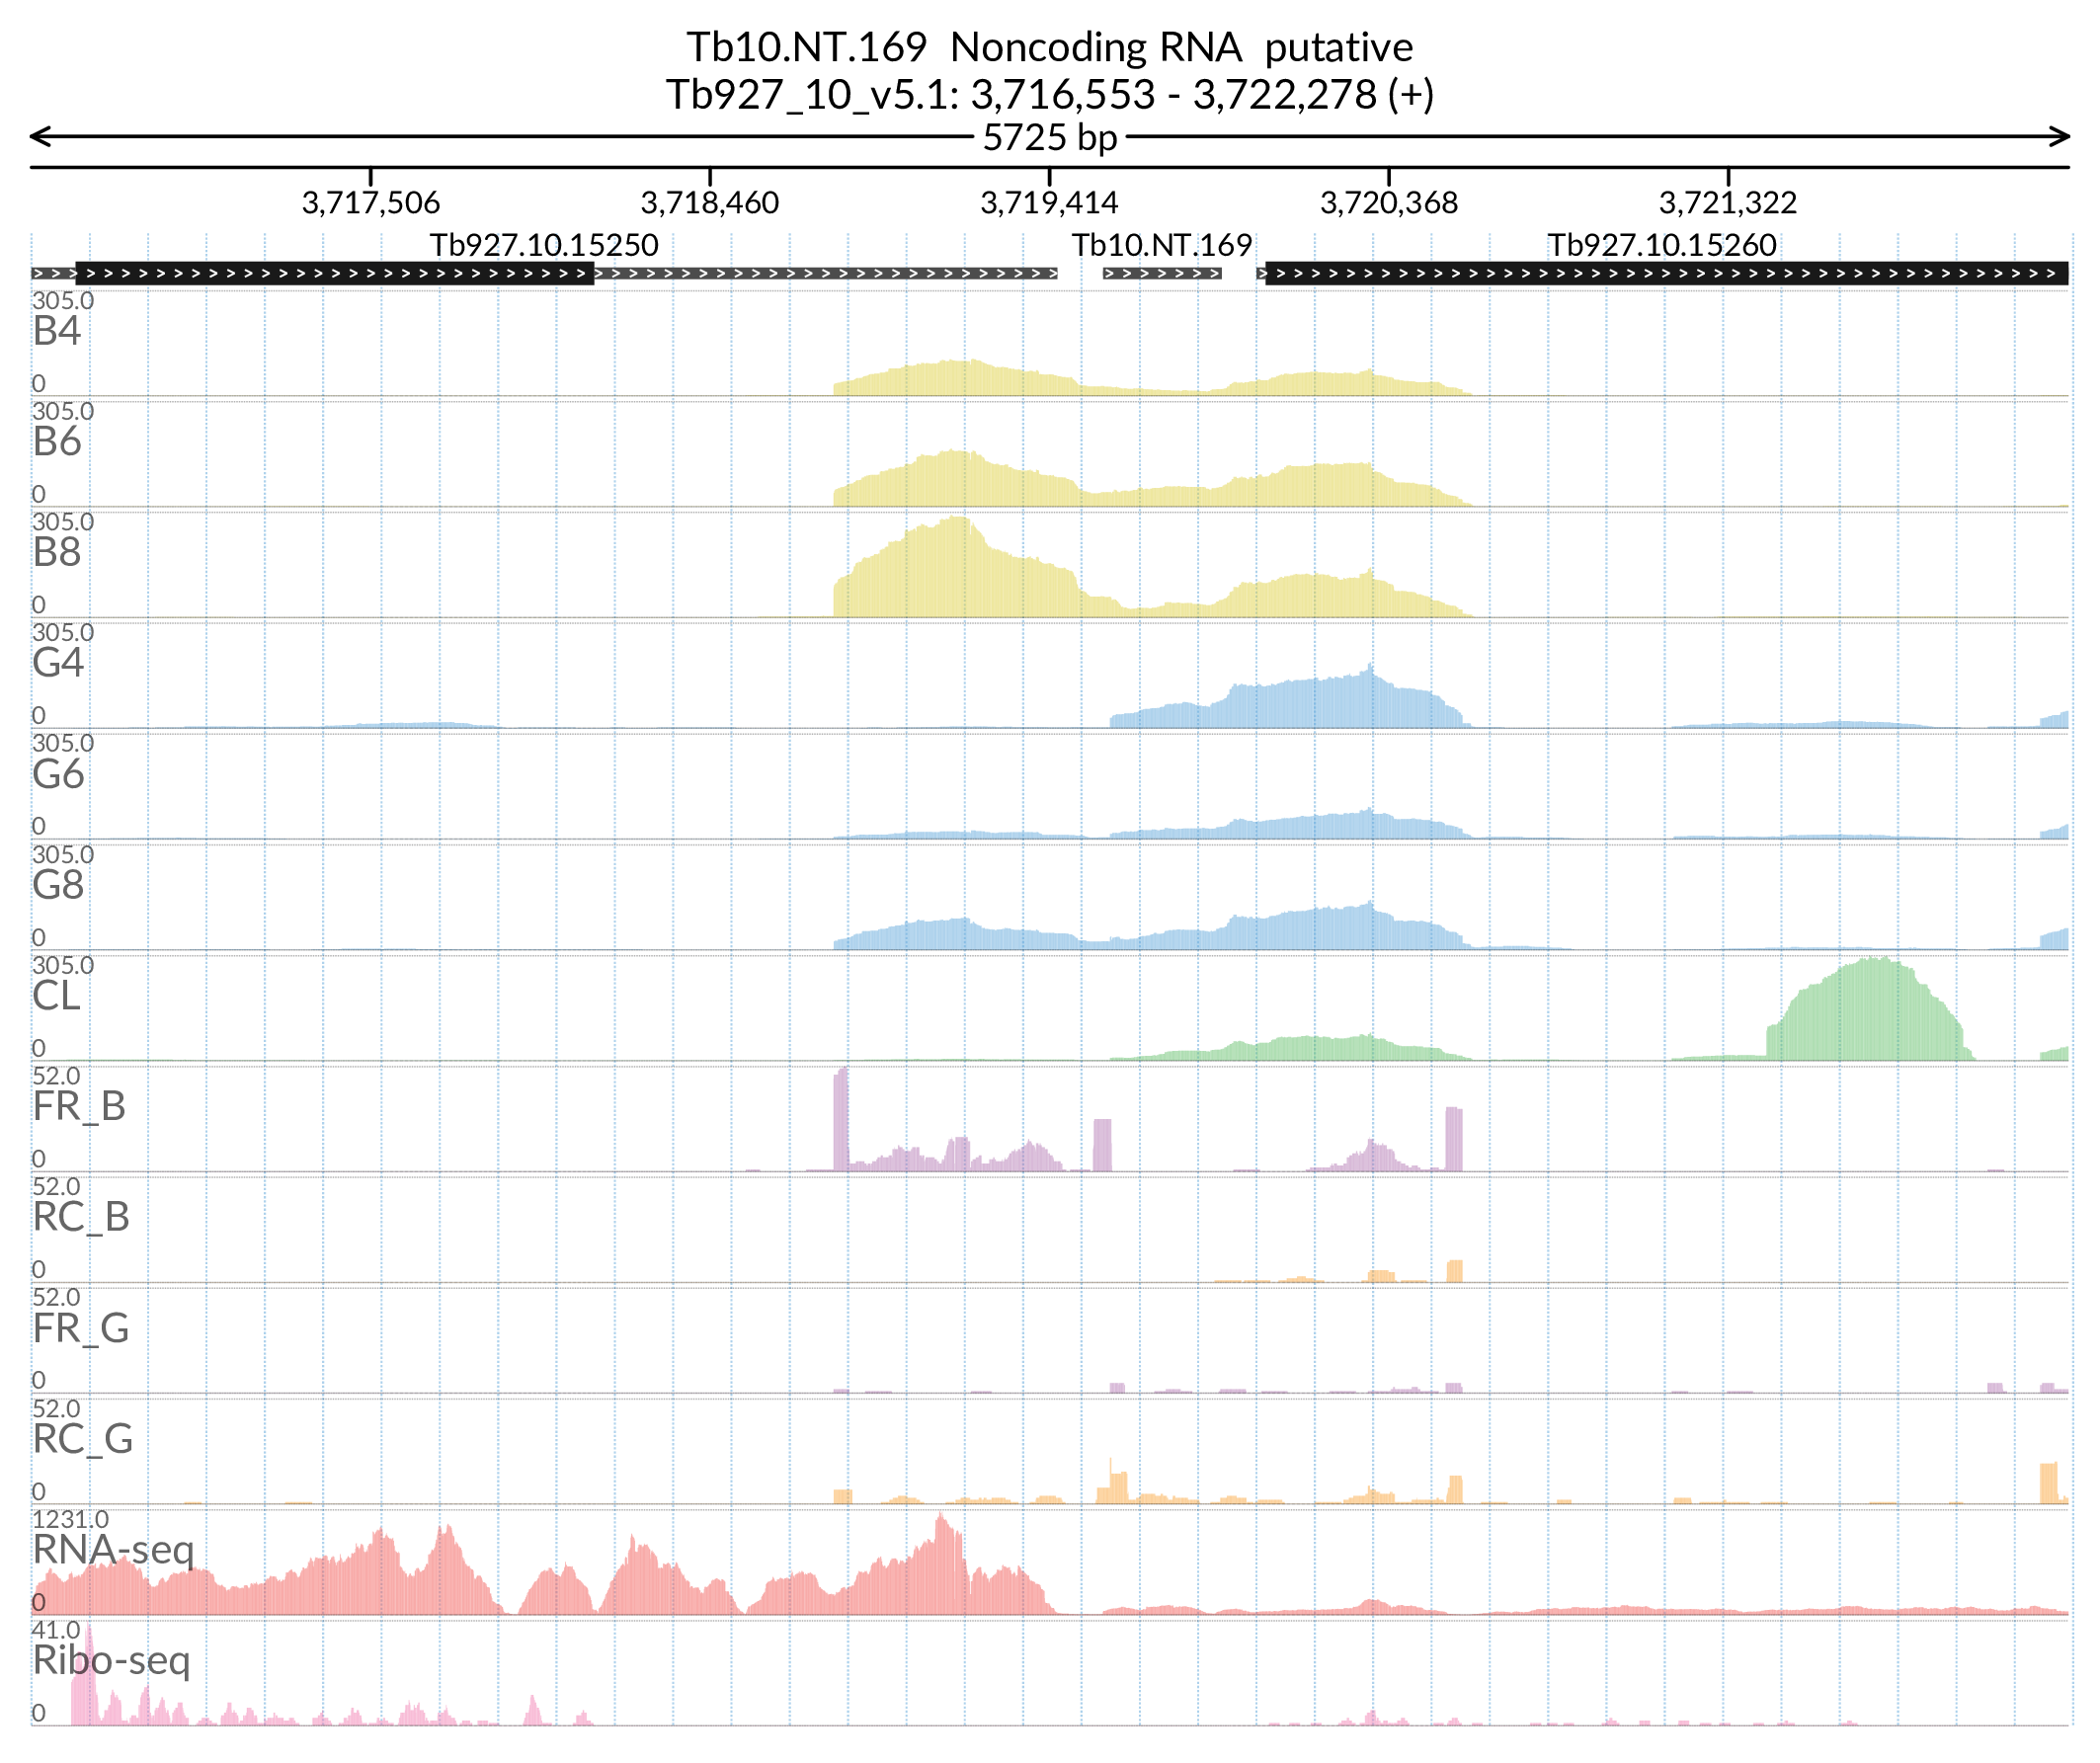 Tb10.NT.169 Noncoding RNA putative
Tb927_10_v5.1: 3,716,553 - 3,722,278 (+)
5725 bp
3,717,506 3,718,460 3,719,414 3,720,368 3,721,322
Tb927.10.15250 Tb10.NT.169 Tb927.10.15260
305.0
B4
0
305.0
B6
0
305.0
B8
0
305.0
G4
0
305.0
G6
0
305.0
G8
0
305.0
CL
0
52.0
FR_B
0
52.0
RC_B
0
52.0
FR_G
0
52.0
RC_G
0
1231.0
RNA-seq
0
41.0
Ribo-seq
0